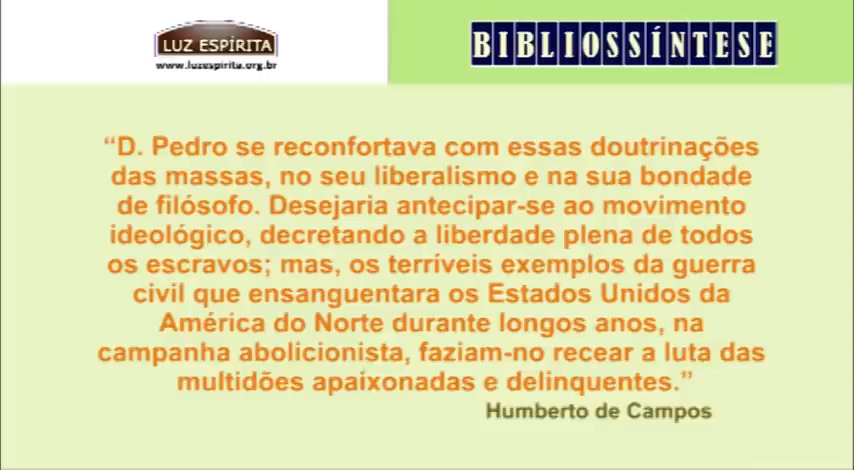 LUZ ESPÍRITA
www.luzespirita.org.br
BIBLIOSSÍNTESE
“D. Pedro se reconfortava com essas doutrinações
das massas, no seu liberalismo e na sua bondade
de filósofo. Desejaria antecipar-se ao movimento
ideológico, decretando a liberdade plena de todos
os escravos; mas, os terríveis exemplos da guerra
civil que ensanguentara os Estados Unidos da
América do Norte durante longos anos, na
campanha abolicionista, faziam-no recear a luta das
multidões apaixonadas e delinquentes.”
Humberto de Campos